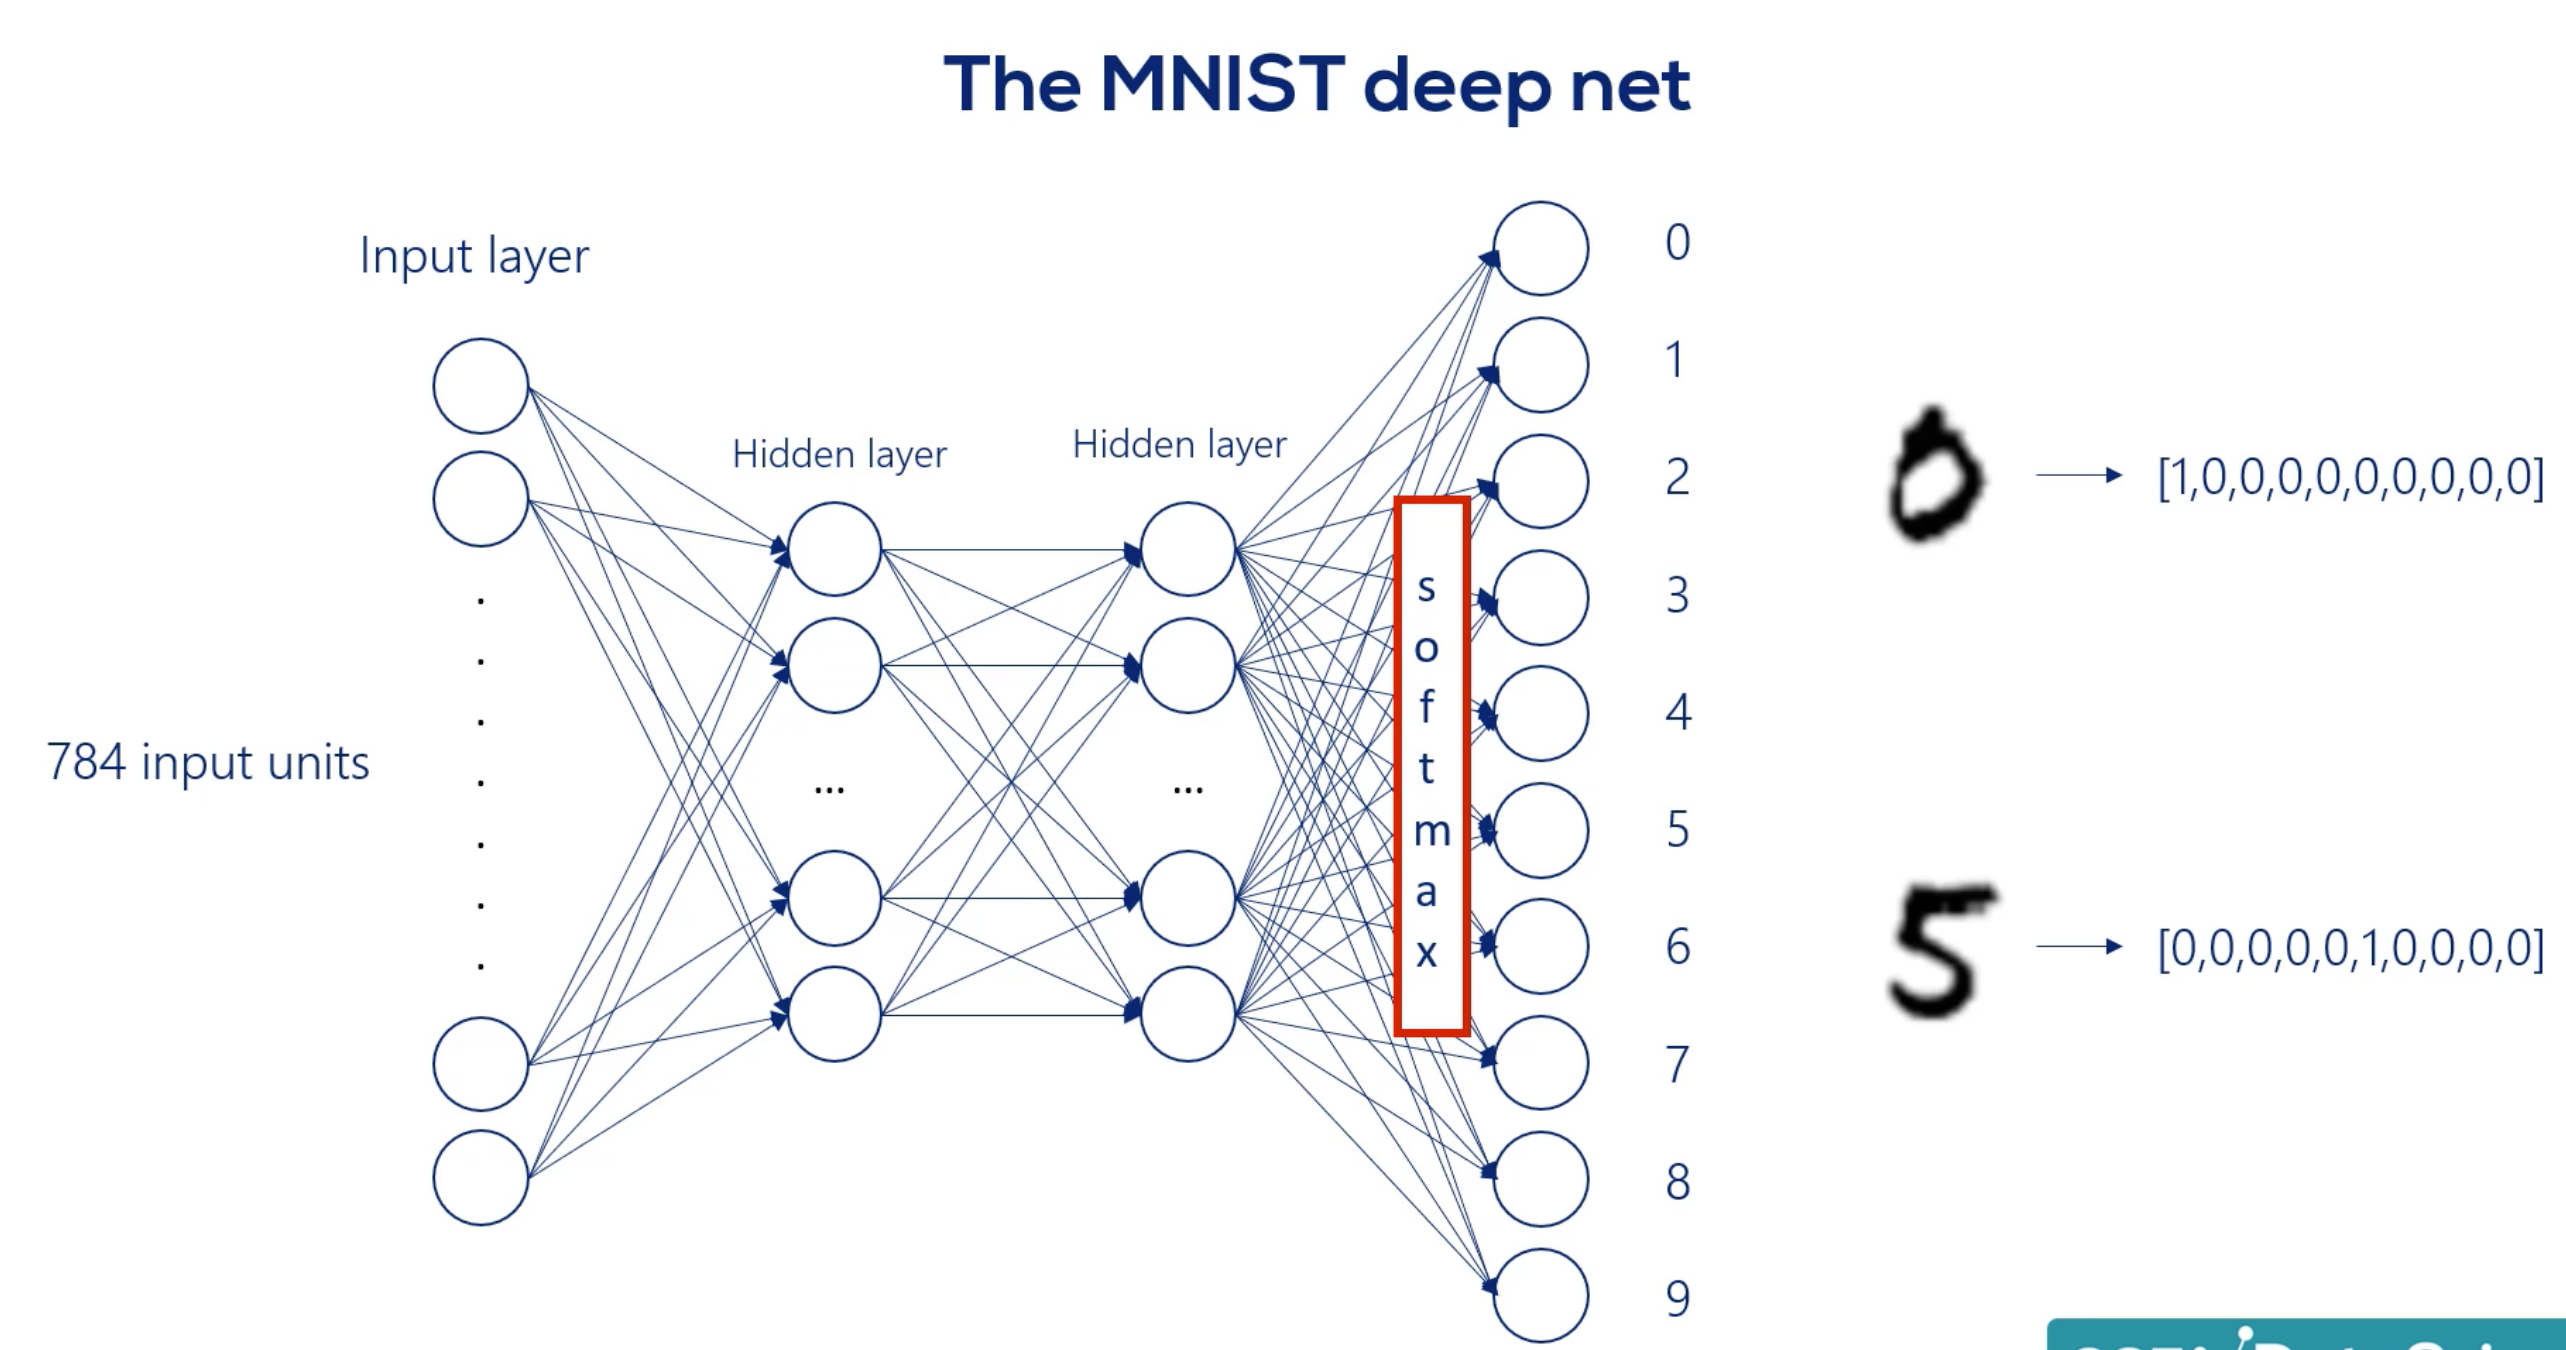 The MNIST deep net
Input layer
Hidden layer
Hidden layer
784 input units
...
...
softmax
0
1
2
3
4
5
6
7
8
9
0 → [1,0,0,0,0,0,0,0,0,0]
5 → [0,0,0,0,0,1,0,0,0,0]